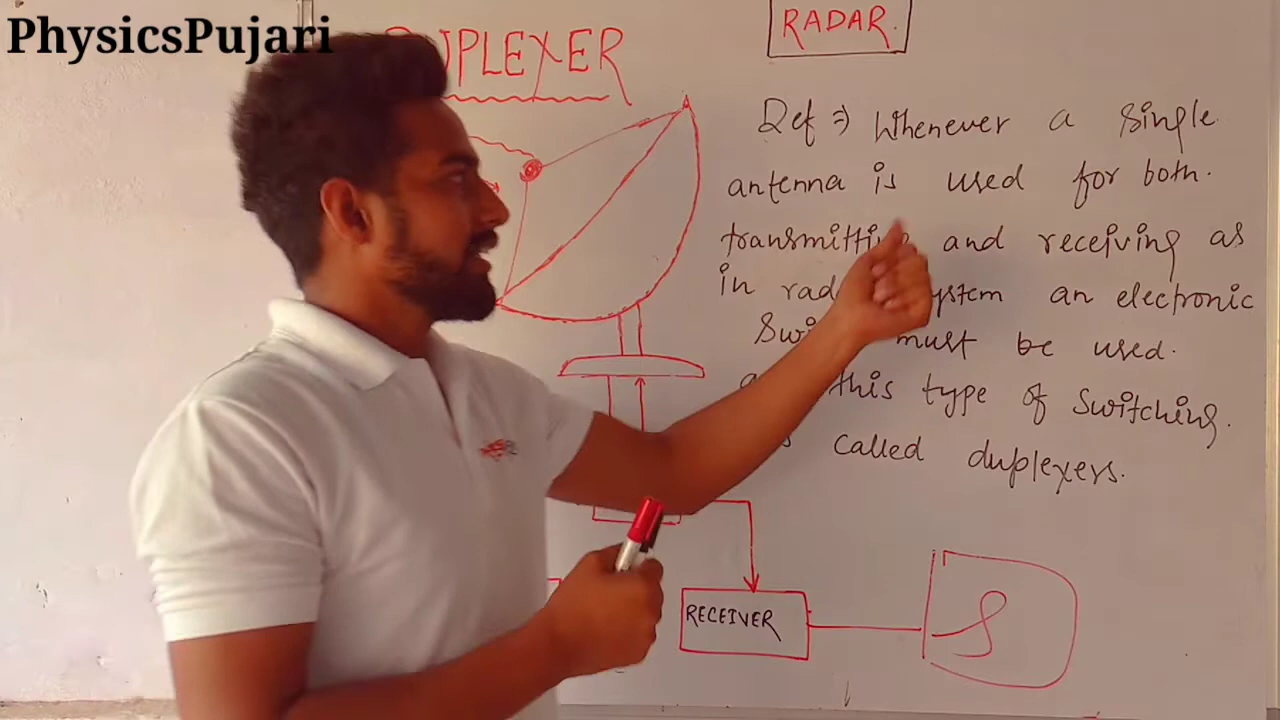 PhysicsPujari
DUPLEXER
RADAR.
Def ⇒ Whenever a single
antenna is used for both.
transmitting and receiving as
in radar system an electronic
must be used.
this type of switching.
called duplexers.
RECEIVER